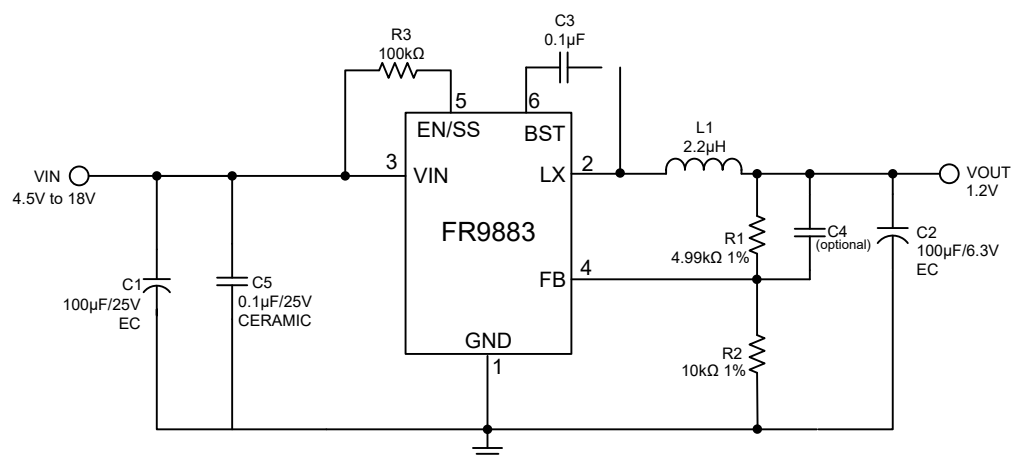 C3
0.1μF
R3
100kΩ
5
6
EN/SS
BST
L1
2.2μH
3
2
VIN
VIN
LX
VOUT
4.5V to 18V
1.2V
FR9883
R1
4.99kΩ 1%
C4
(optional)
C2
100μF/6.3V
EC
4
FB
C1
100μF/25V
EC
C5
0.1μF/25V
CERAMIC
GND
1
R2
10kΩ 1%